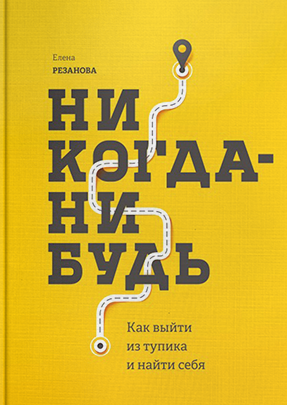 Елена
РЕЗАНОВА
НИ
КОГДА-
НИ
БУДЬ
Как выйти
из тупика
и найти себя